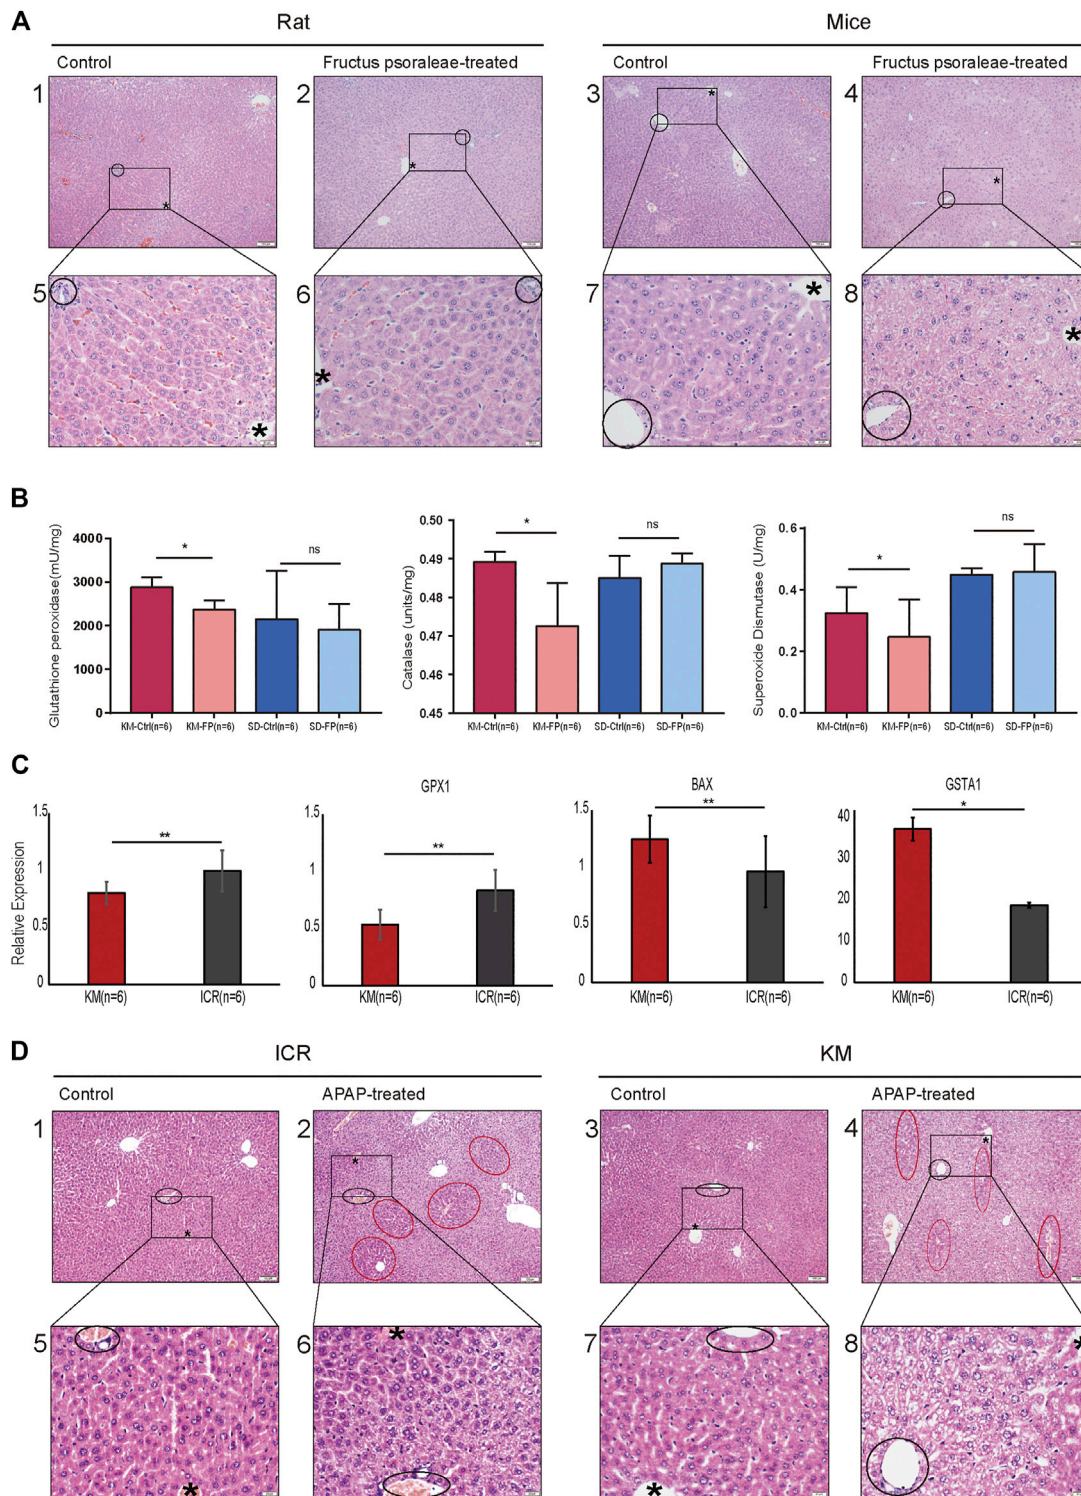 A
Rat
Mice
Control
Fructus psoraleae-treated
Control
Fructus psoraleae-treated
1
2
3
4
*
*
*
*
5
6
7
8
*
*
*
*
B
Glutathione peroxidase(mU/mg)
4000
3000
2000
1000
0
*
ns
KM-Ctrl(n=6)
KM-FP(n=6)
SD-Ctrl(n=6)
SD-FP(n=6)
Catalase (units/mg)
0.50
0.49
0.48
0.47
0.46
0.45
*
ns
KM-Ctrl(n=6)
KM-FP(n=6)
SD-Ctrl(n=6)
SD-FP(n=6)
Superoxide Dismutase (U/mg)
0.6
0.4
0.2
0.0
*
ns
KM-Ctrl(n=6)
KM-FP(n=6)
SD-Ctrl(n=6)
SD-FP(n=6)
C
Relative Expression
1.5
1
0.5
0
**
KM(n=6)
ICR(n=6)
GPX1
1.5
1
0.5
0
**
KM(n=6)
ICR(n=6)
BAX
1.5
1
0.5
0
**
KM(n=6)
ICR(n=6)
GSTA1
40
30
20
10
0
*
KM(n=6)
ICR(n=6)
D
ICR
KM
Control
APAP-treated
Control
APAP-treated
1
2
3
4
*
*
*
*
5
6
7
8
*
*
*
*